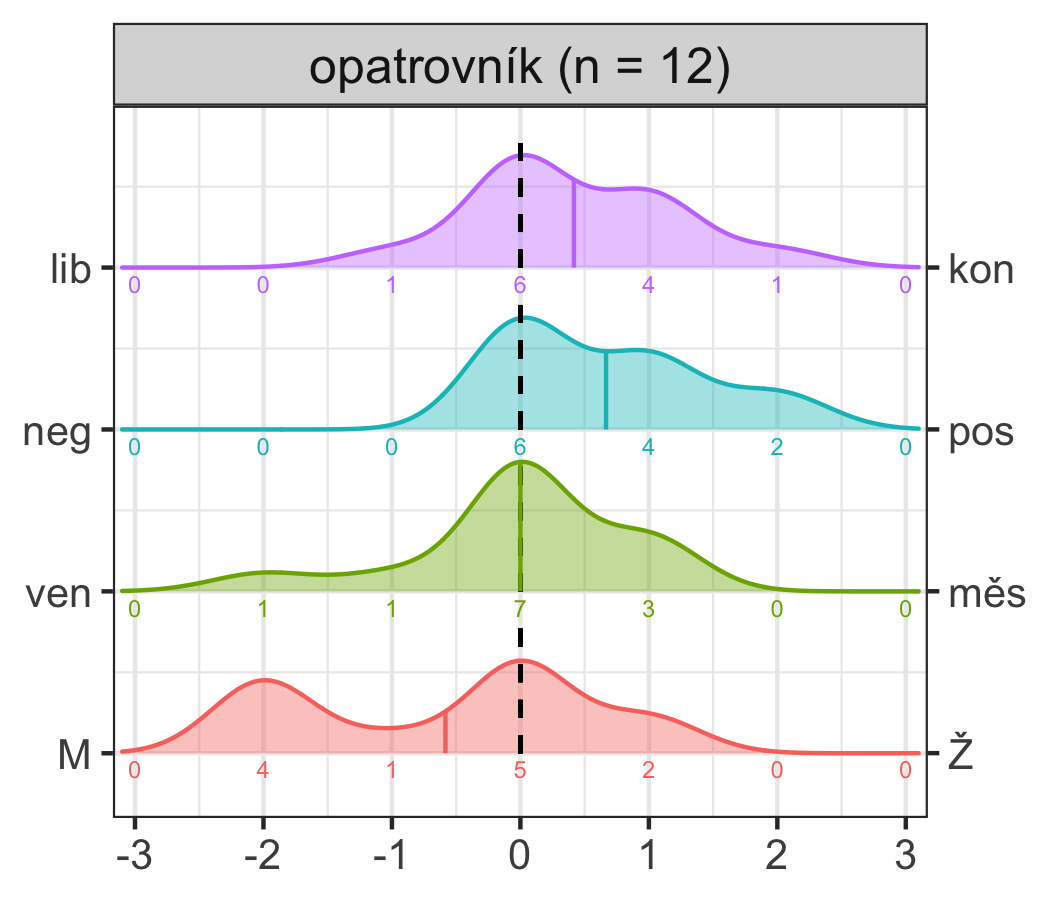 opatrovník (n = 12)
lib kon
0 0 1 6 4 1 0
neg pos
0 0 0 6 4 2 0
ven měs
0 1 1 7 3 0 0
M Ž
0 4 1 5 2 0 0
-3 -2 -1 0 1 2 3